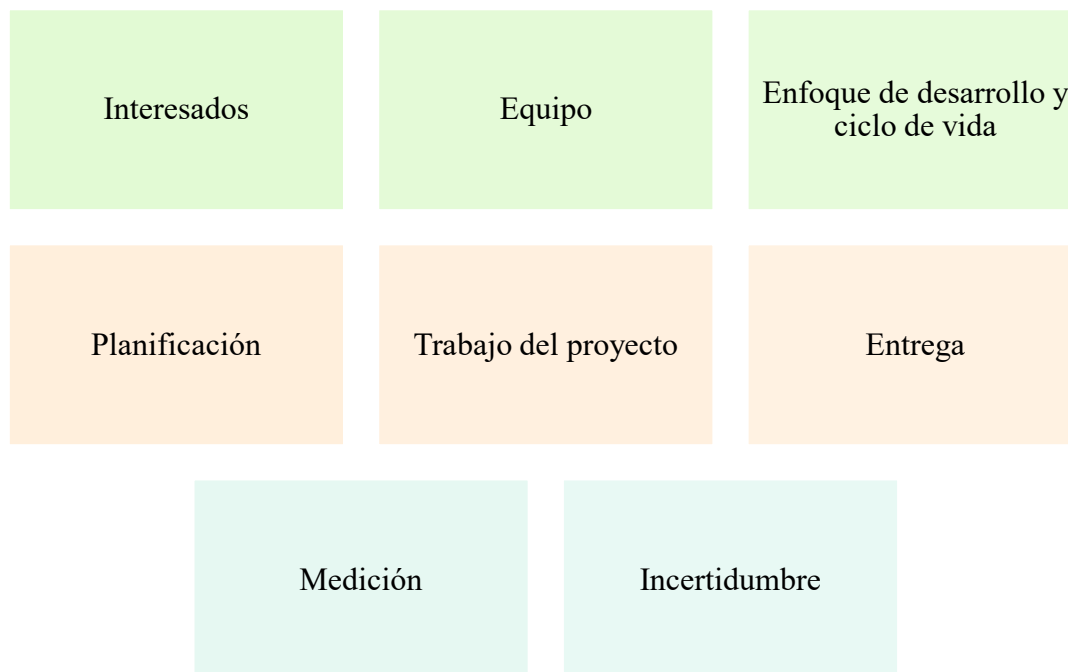 Interesados
Equipo
Enfoque de desarrollo y
ciclo de vida
Planificación
Trabajo del proyecto
Entrega
Medición
Incertidumbre